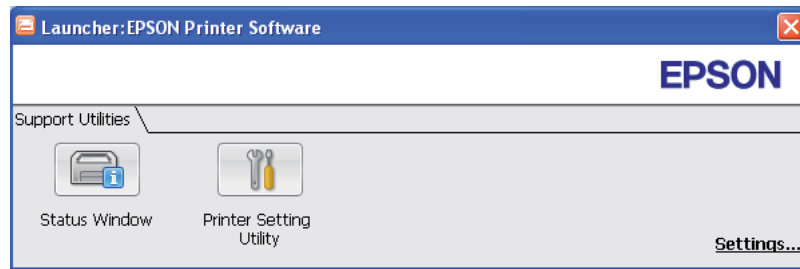 Launcher:EPSON Printer Software
EPSON
Support Utilities
Status Window
Printer Setting
Utility
Settings...